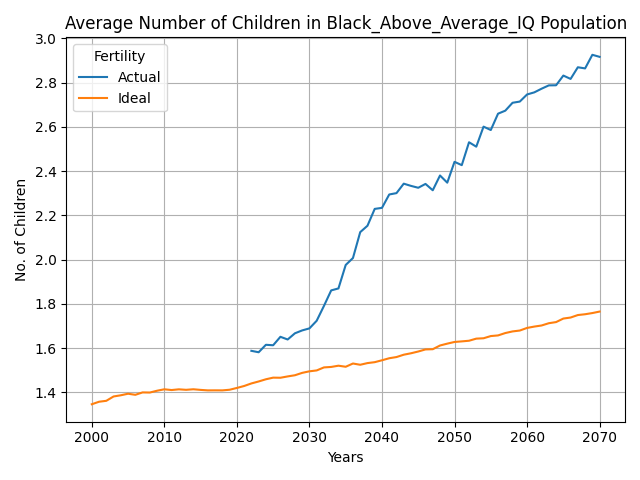 Average Number of Children in Black_Above_Average_IQ Population
3.0
2.8
2.6
2.4
2.2
2.0
1.8
1.6
1.4
No. of Children
Fertility
Actual
Ideal
2000 2010 2020 2030 2040 2050 2060 2070
Years